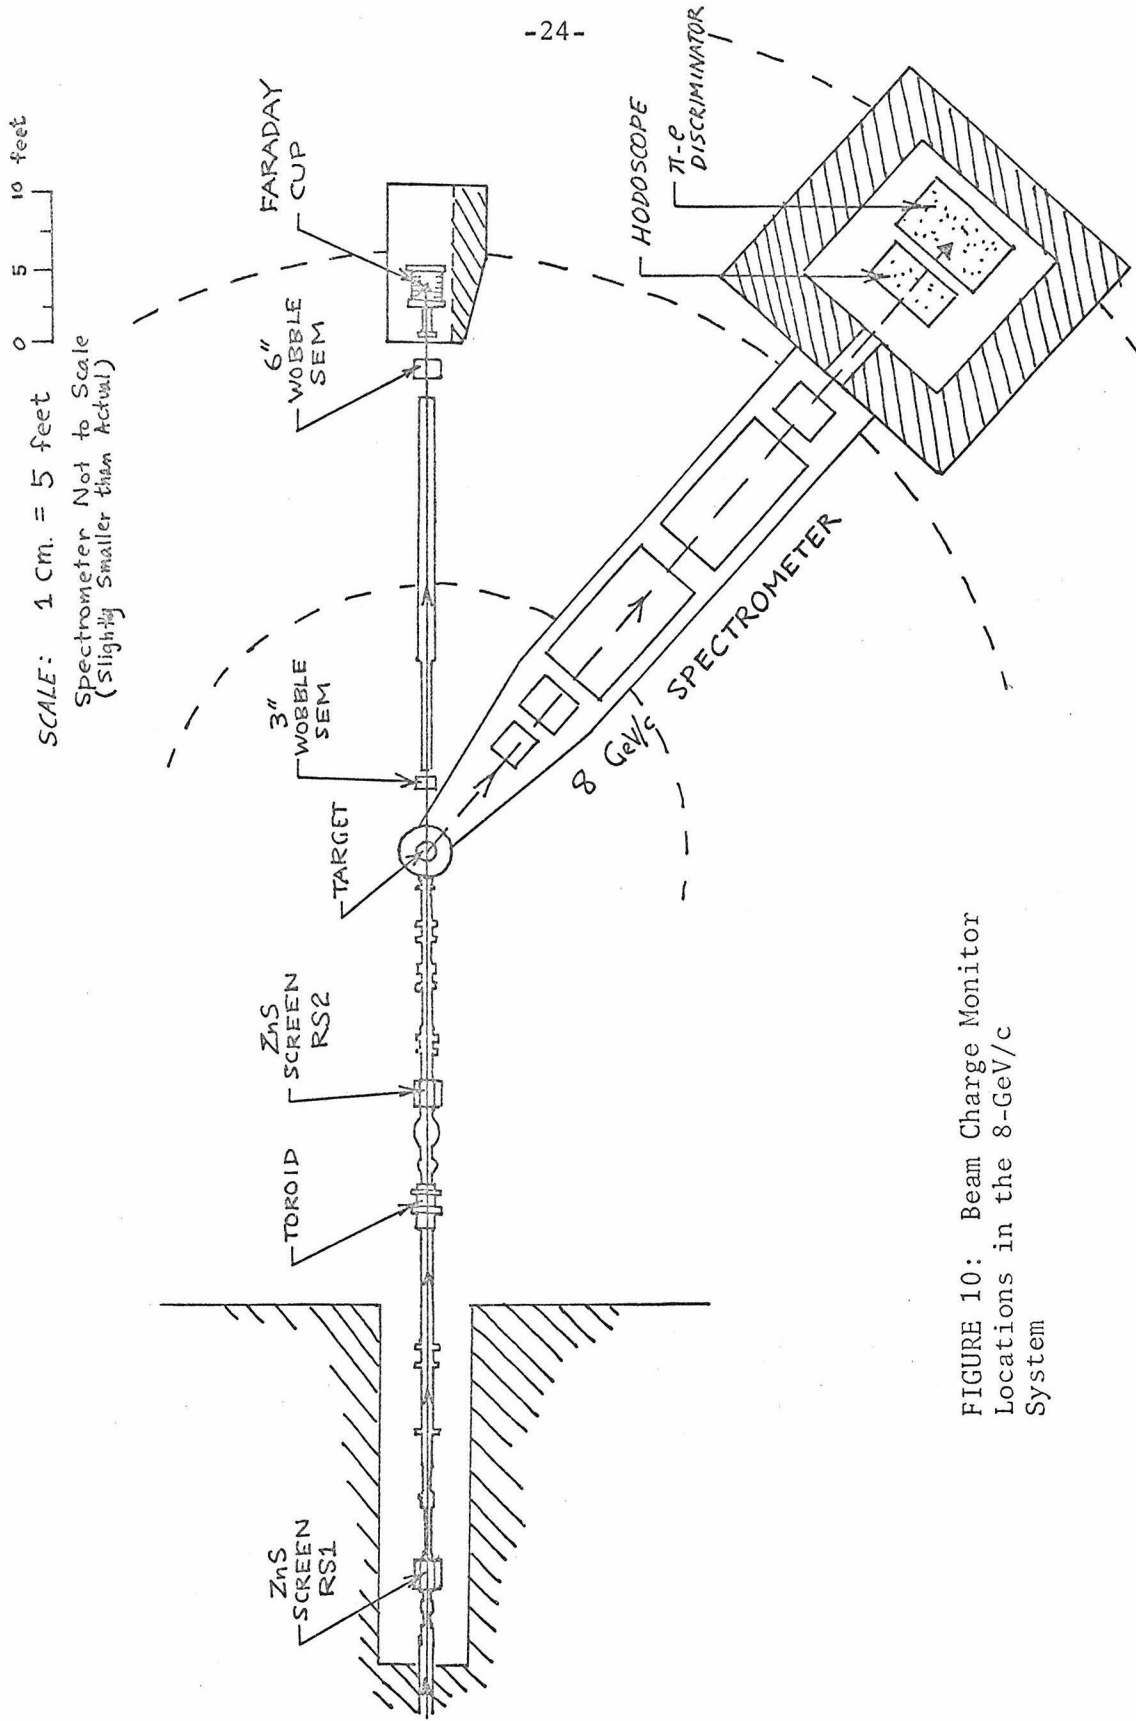 -24-
SCALE: 1 cm. = 5 feet
0 5 10 feet
Spectrometer Not to Scale
(Slightly Smaller than Actual)
ZnS
SCREEN
RS1
TOROID
ZnS
SCREEN
RS2
TARGET
3"
WOBBLE
SEM
6"
WOBBLE
SEM
FARADAY
CUP
8 GeV/c SPECTROMETER
HODOSCOPE
π-e
DISCRIMINATOR
FIGURE 10: Beam Charge Monitor
Locations in the 8-GeV/c
System